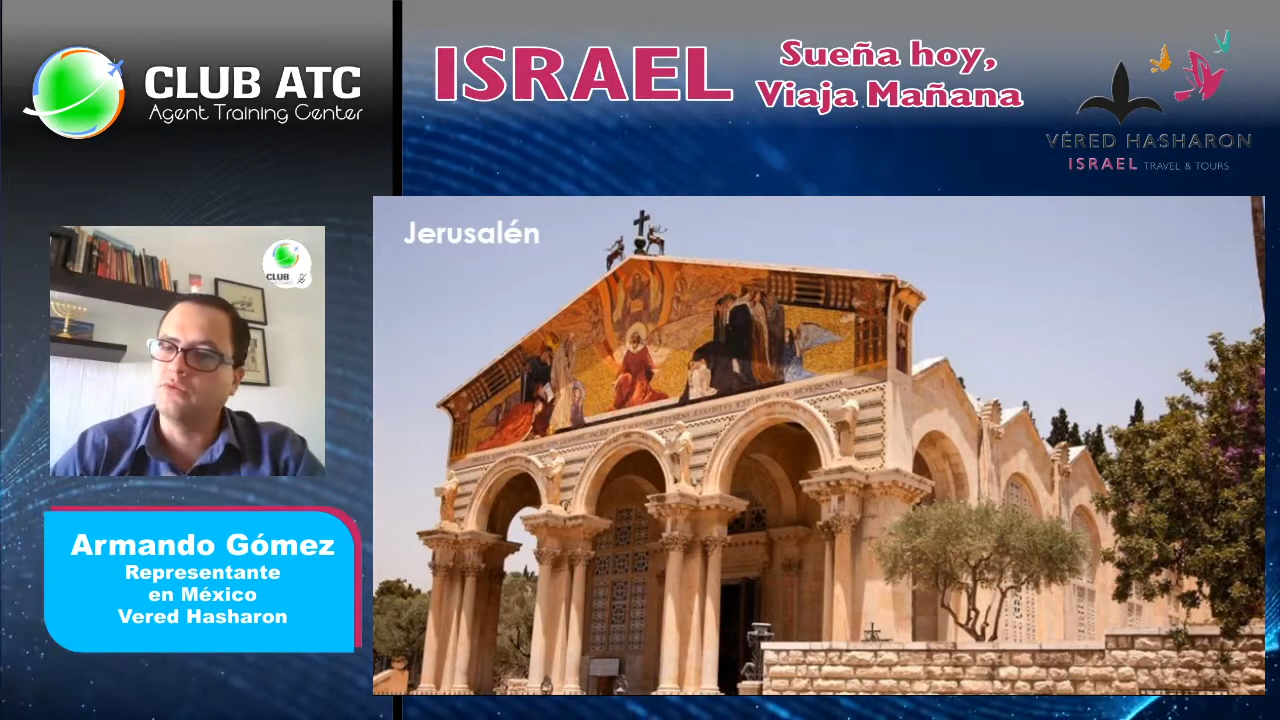 CLUB ATC
Agent Training Center
ISRAEL
Sueña hoy,
Viaja Mañana
VÉRED HASHARON
ISRAEL TRAVEL & TOURS
Jerusalén
CLUB
Armando Gómez
Representante
en México
Vered Hasharon